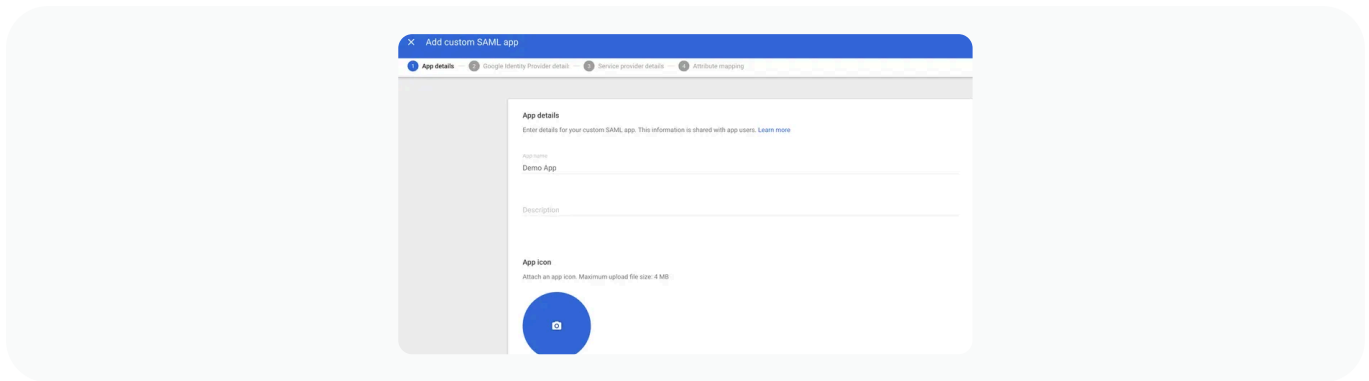 Add custom SAML app
1 App details — 2 Google Identity Provider details — 3 Service provider details — 4 Attribute mapping
App details
Enter details for your custom SAML app. This information is shared with app users. Learn more
App name
Demo App
Description
App icon
Attach an app icon. Maximum upload file size: 4 MB